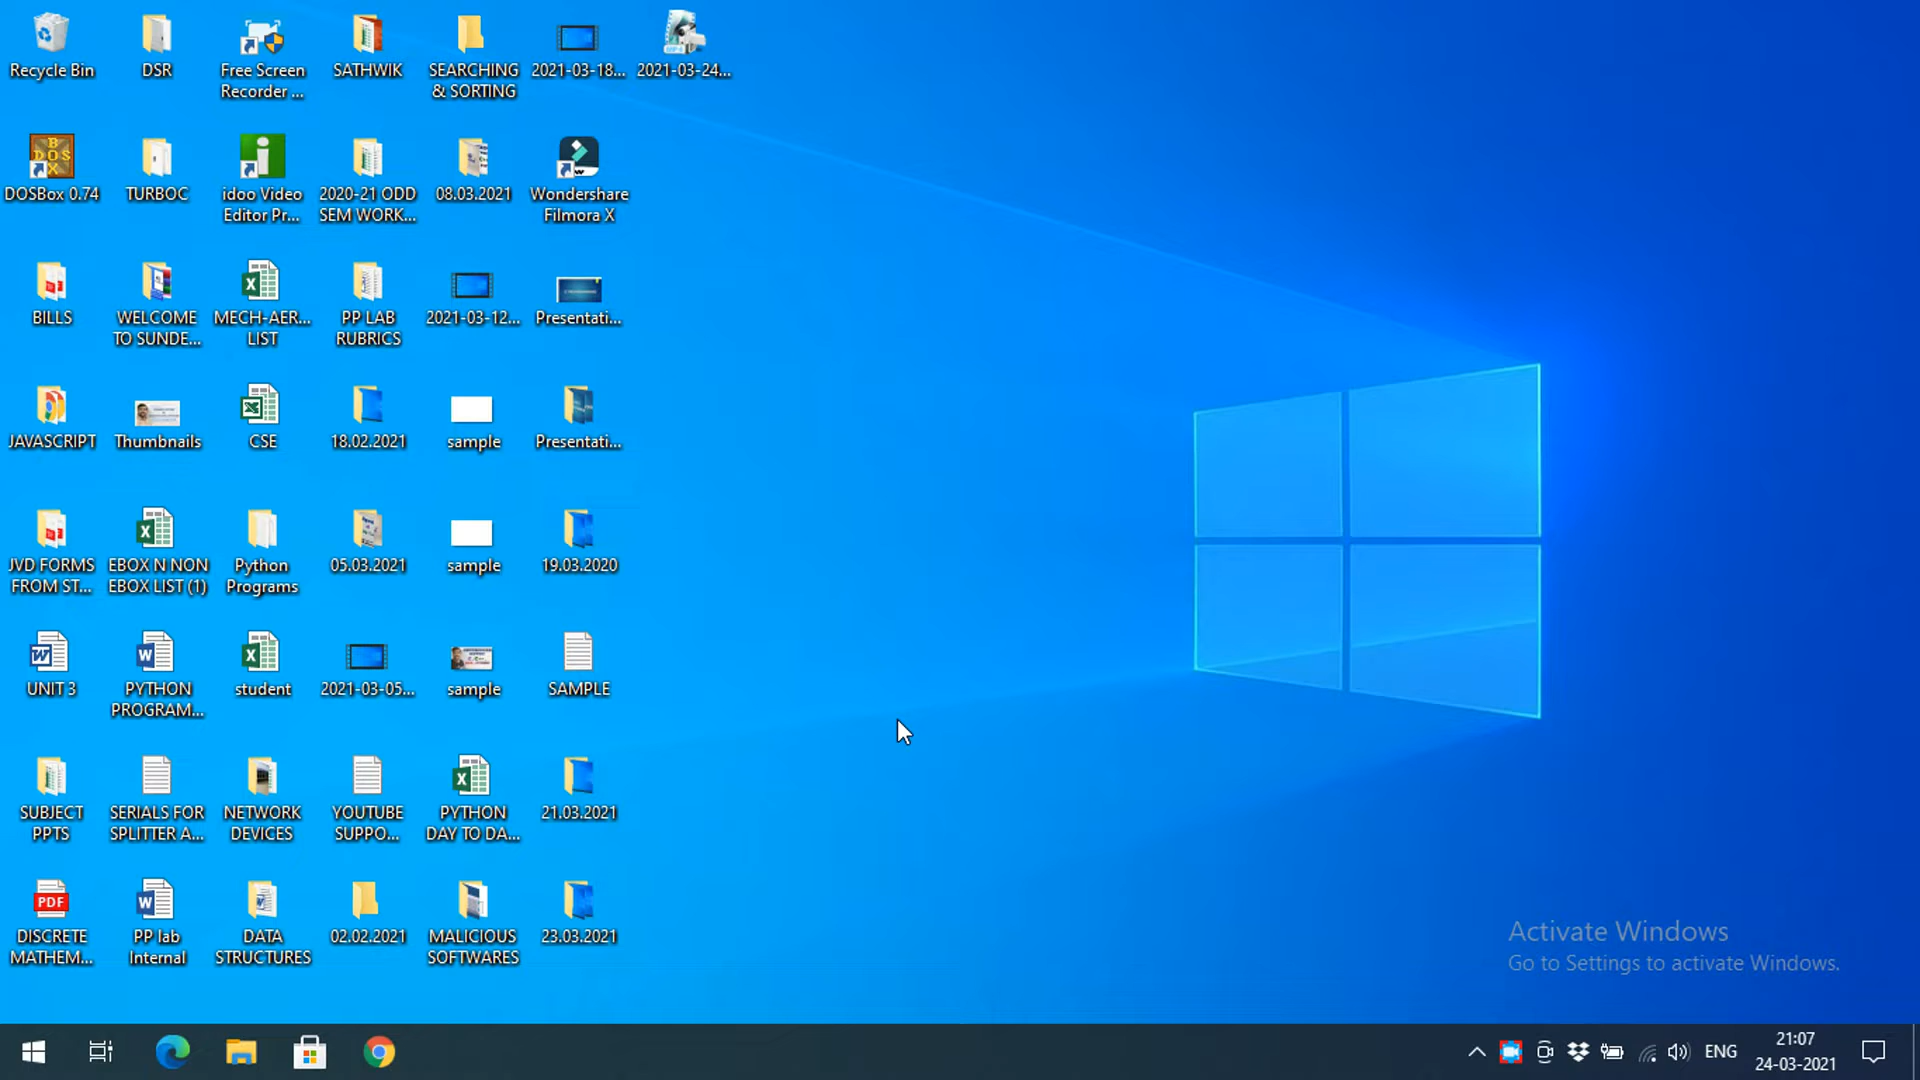 Recycle Bin
DSR
Free Screen
Recorder ...
SATHWIK
SEARCHING
& SORTING
2021-03-18...
2021-03-24...
DOSBox 0.74
TURBOC
idoo Video
Editor Pr...
2020-21 ODD
SEM WORK...
08.03.2021
Wondershare
Filmora X
BILLS
WELCOME
TO SUNDE...
MECH-AER...
LIST
PP LAB
RUBRICS
2021-03-12...
Presentati...
JAVASCRIPT
Thumbnails
CSE
18.02.2021
sample
Presentati...
JVD FORMS
FROM ST...
EBOX N NON
EBOX LIST (1)
Python
Programs
05.03.2021
sample
19.03.2020
UNIT 3
PYTHON
PROGRAM...
student
2021-03-05...
sample
SAMPLE
SUBJECT
PPTS
SERIALS FOR
SPLITTER A...
NETWORK
DEVICES
YOUTUBE
SUPPO...
PYTHON
DAY TO DA...
21.03.2021
PDF
DISCRETE
MATHEM...
PP lab
Internal
DATA
STRUCTURES
02.02.2021
MALICIOUS
SOFTWARES
23.03.2021
Activate Windows
Go to Settings to activate Windows.
ENG
21:07
24-03-2021